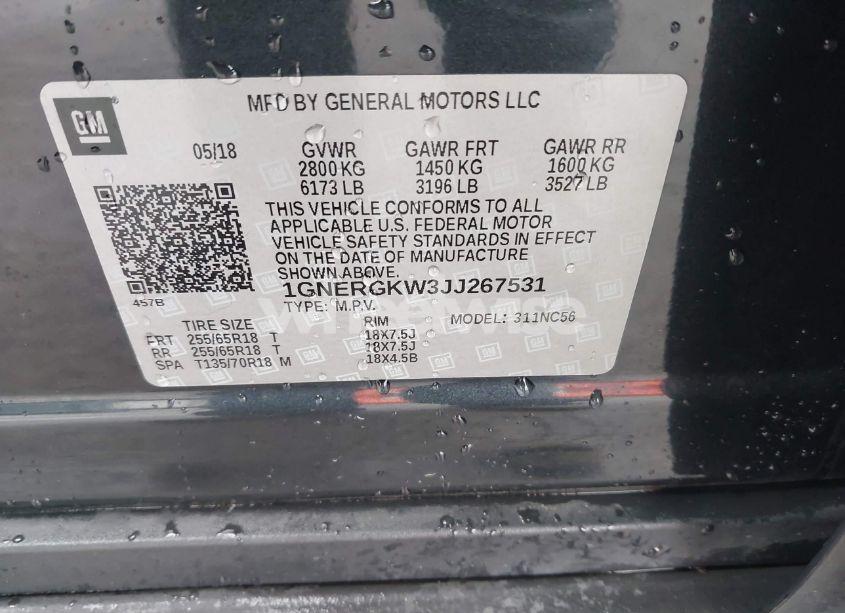 MFD BY GENERAL MOTORS LLC
GM
05/18 GVWR GAWR FRT GAWR RR
2800 KG 1450 KG 1600 KG
6173 LB 3196 LB 3527 LB
THIS VEHICLE CONFORMS TO ALL
APPLICABLE U.S. FEDERAL MOTOR
VEHICLE SAFETY STANDARDS IN EFFECT
ON THE DATE OF MANUFACTURE
SHOWN ABOVE.
457B
1GNERGKW3JJ267531
TYPE: M.P.V. MODEL: 311NC56
TIRE SIZE RIM
FRT 255/65R18 T 18X7.5J
RR 255/65R18 T 18X7.5J
SPA T135/70R18 M 18X4.5B